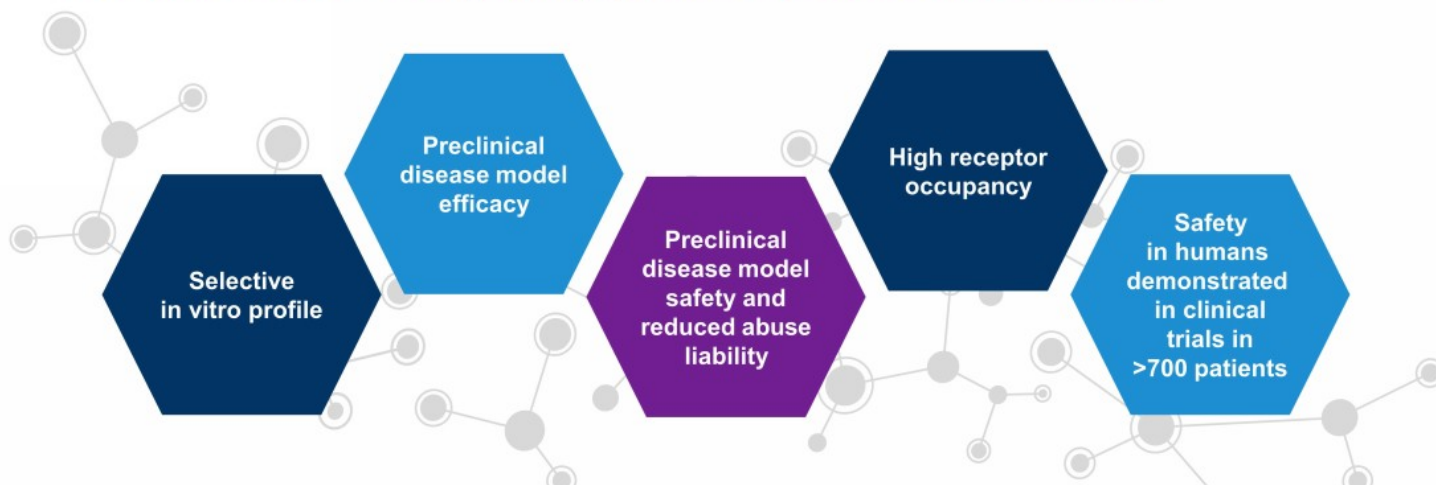 Selective
in vitro profile
Preclinical
disease model
efficacy
Preclinical
disease model
safety and
reduced abuse
liability
High receptor
occupancy
Safety
in humans
demonstrated
in clinical
trials in
>700 patients